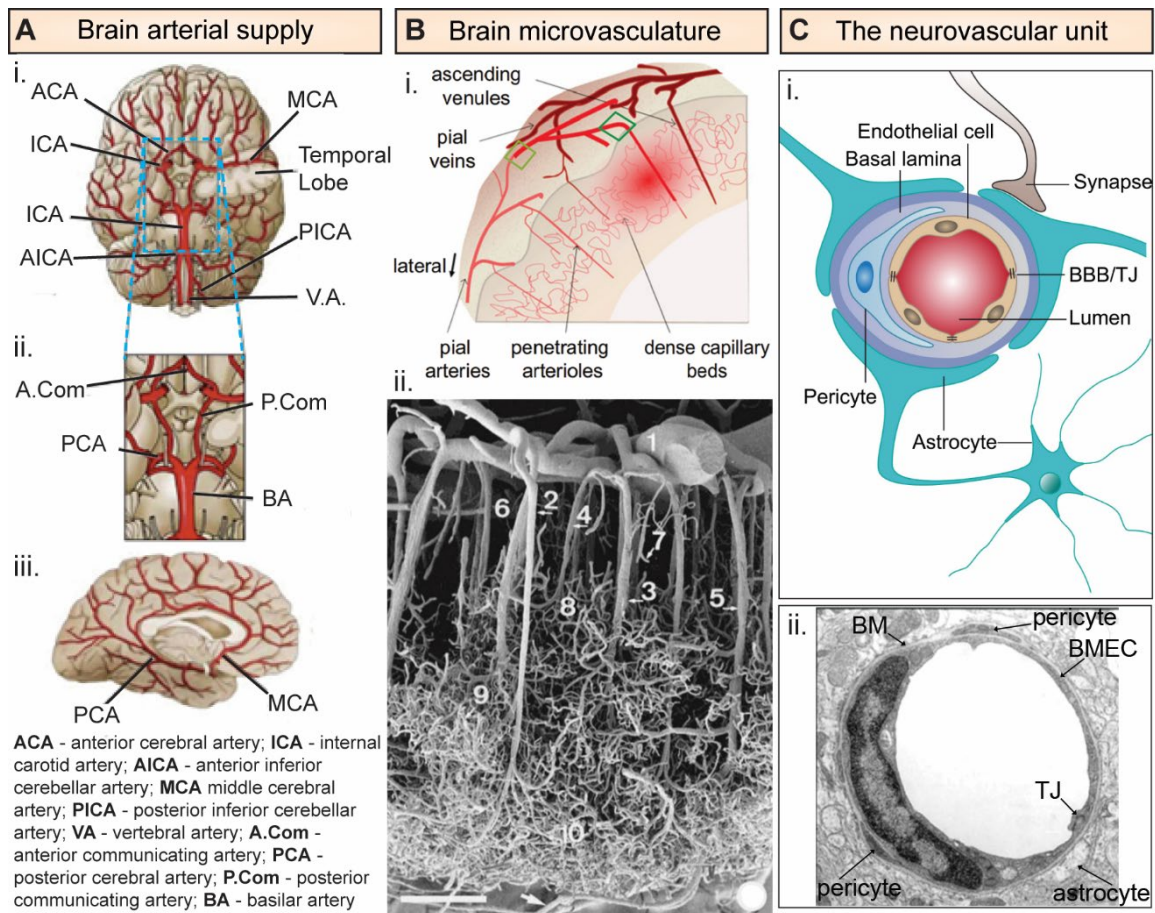 A Brain arterial supply
i.
ACA
MCA
ICA
Temporal
Lobe
ICA
PICA
AICA
V.A.
ii.
A.Com
P.Com
PCA
BA
iii.
PCA
MCA
ACA - anterior cerebral artery; ICA - internal
carotid artery; AICA - anterior inferior
cerebellar artery; MCA middle cerebral
artery; PICA - posterior inferior cerebellar
artery; VA - vertebral artery; A.Com -
anterior communicating artery; PCA -
posterior cerebral artery; P.Com - posterior
communicating artery; BA - basilar artery
B Brain microvasculature
i.
ascending
venules
pial
veins
lateral
pial
arteries
penetrating
arterioles
dense capillary
beds
ii.
1
6
2
4
7
8
3
5
9
10
C The neurovascular unit
i.
Endothelial cell
Basal lamina
Synapse
BBB/TJ
Lumen
Pericyte
Astrocyte
ii.
BM
pericyte
BMEC
TJ
pericyte
astrocyte